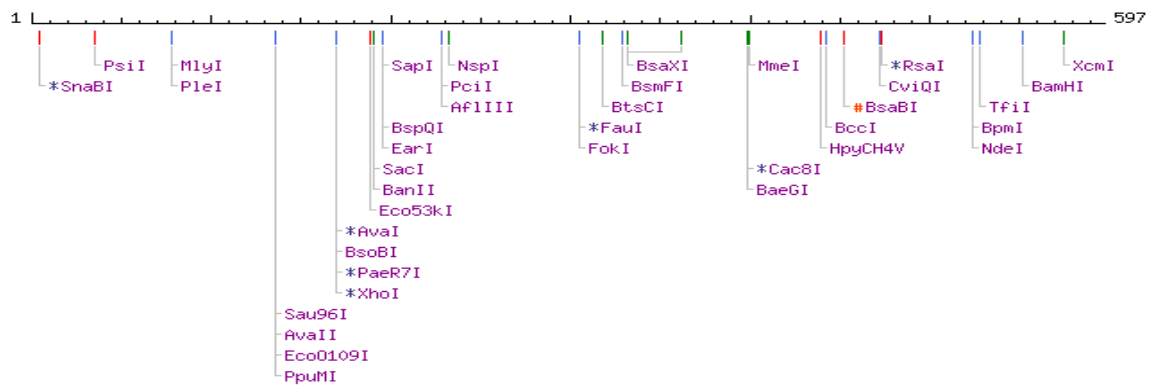 1 597
PsiI MlyI SapI NspI BsaXI MmeI *RsaI XcmI
*SnaBI PleI PciI BsmFI CviQI BamHI
AflIII BtsCI #BsaBI TfiI
BspQI *FauI BccI BpmI
EarI FokI HpyCH4V NdeI
SacI *Cac8I
BanII BaeGI
Eco53kI
*AvaI
BsoBI
*PaeR7I
*XhoI
Sau96I
AvaII
EcoO109I
PpuMI